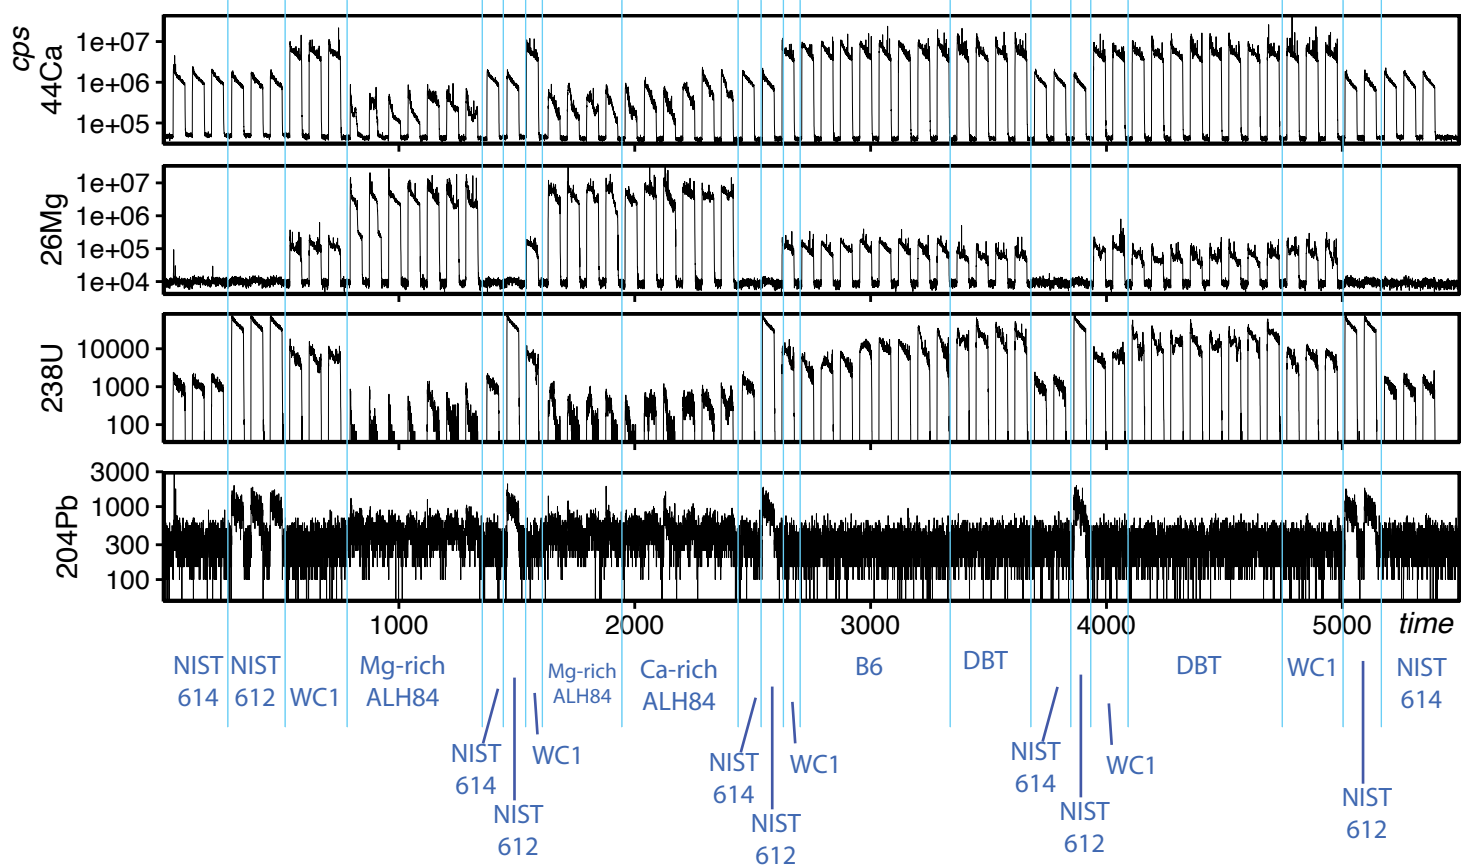 cps
44Ca
1e+07
1e+06
1e+05
26Mg
1e+07
1e+06
1e+05
1e+04
238U
10000
1000
100
204Pb
3000
1000
300
100
1000 2000 3000 4000 5000 time
NIST 614
NIST 612
WC1
Mg-rich ALH84
NIST 614
NIST 612
WC1
Mg-rich ALH84
Ca-rich ALH84
NIST 614
NIST 612
WC1
B6
DBT
NIST 614
NIST 612
WC1
DBT
WC1
NIST 612
NIST 614